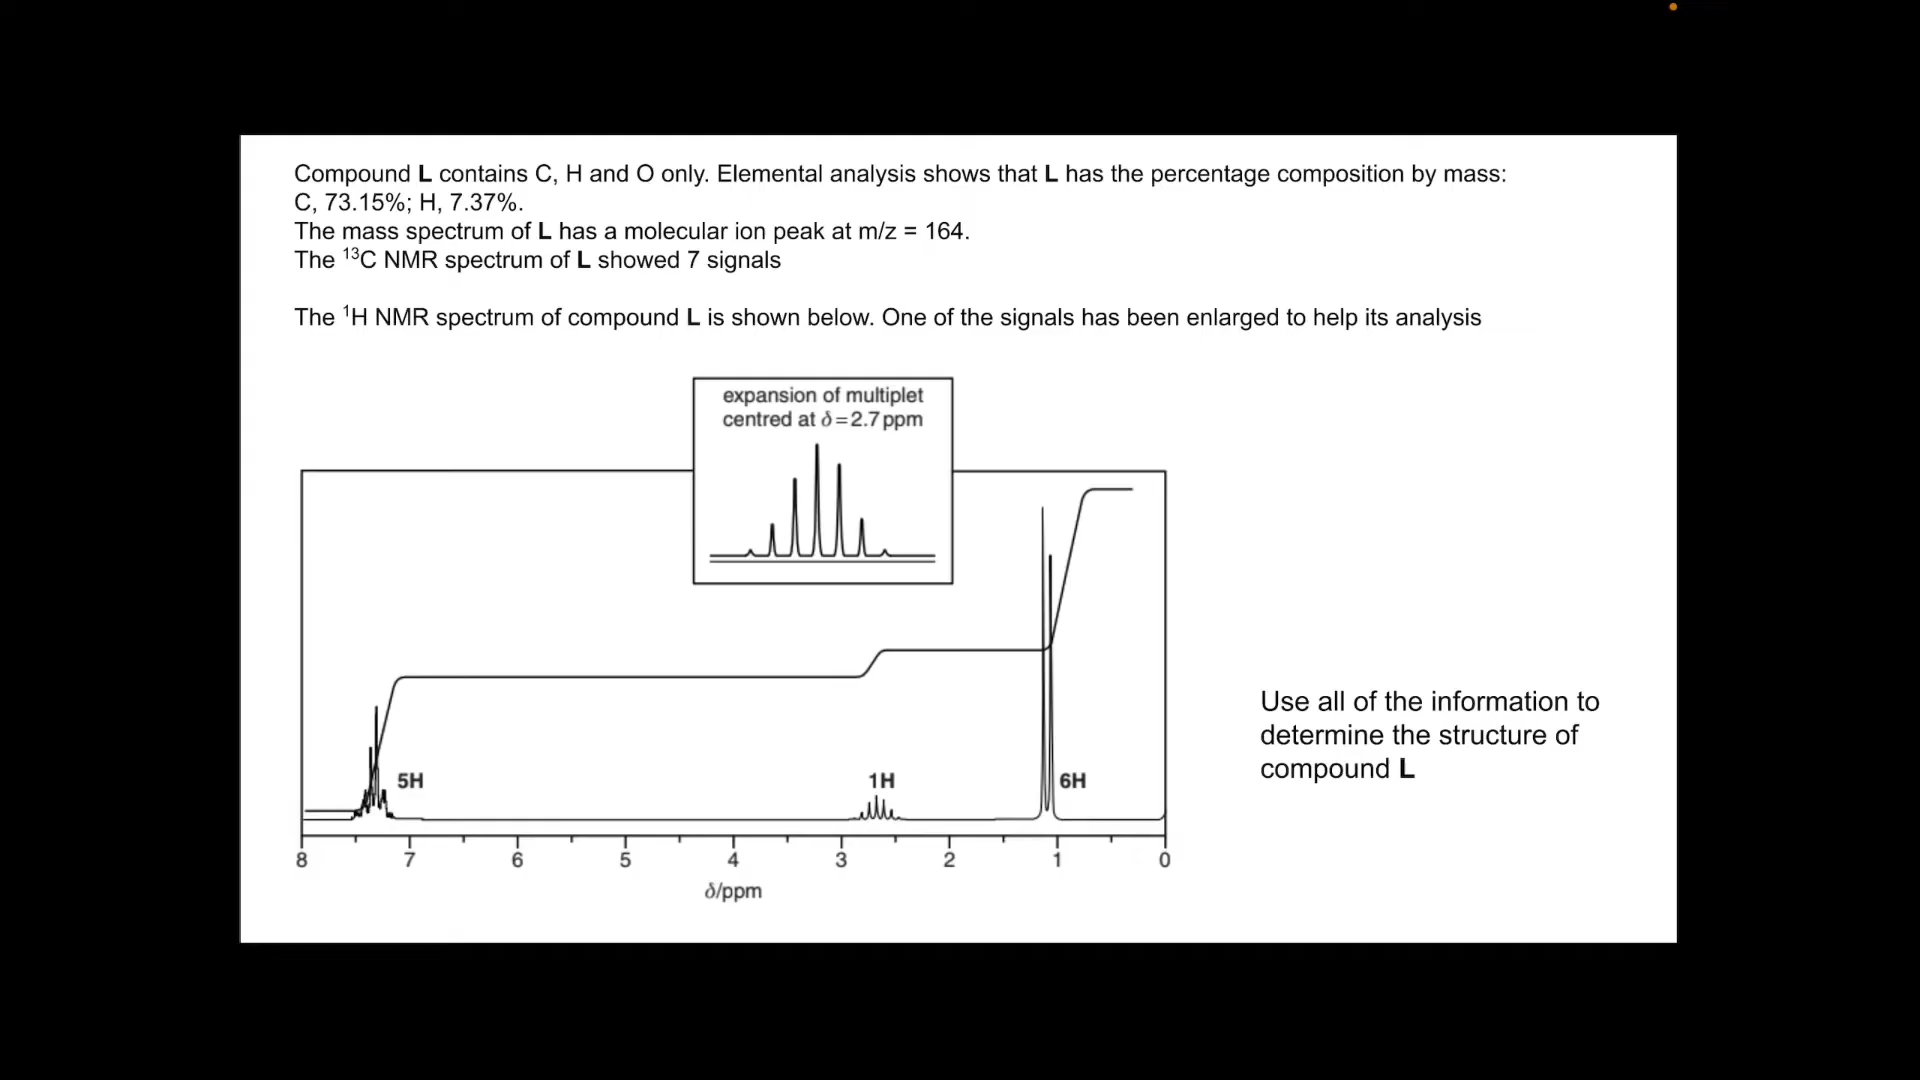 Compound L contains C, H and O only. Elemental analysis shows that L has the percentage composition by mass:
C, 73.15%; H, 7.37%.
The mass spectrum of L has a molecular ion peak at m/z = 164.
The ¹³C NMR spectrum of L showed 7 signals
The ¹H NMR spectrum of compound L is shown below. One of the signals has been enlarged to help its analysis
expansion of multiplet
centred at δ=2.7ppm
Use all of the information to
determine the structure of
compound L
5H 1H 6H
8 7 6 5 4 3 2 1 0
δ/ppm